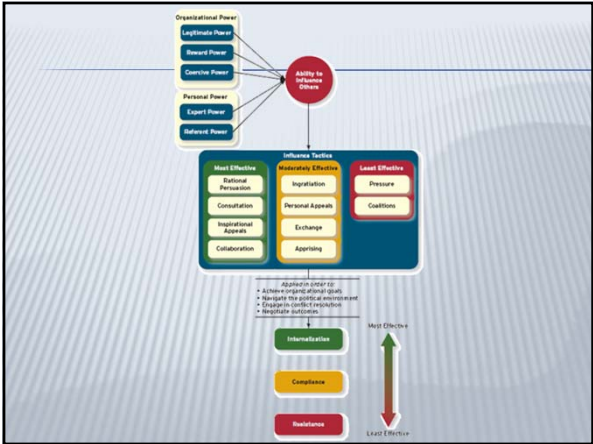 Organizational Power
Legitimate Power
Reward Power
Coercive Power
Personal Power
Expert Power
Referent Power
Ability to
Influence
Others
Influence Tactics
Most Effective
Rational
Persuasion
Consultation
Inspirational
Appeals
Collaboration
Moderately Effective
Ingratiation
Personal Appeals
Exchange
Apprising
Least Effective
Pressure
Coalitions
Applied in order to:
• Achieve organizational goals
• Navigate the political environment
• Engage in conflict resolution
• Negotiate outcomes
Internalization
Compliance
Resistance
Most Effective
Least Effective